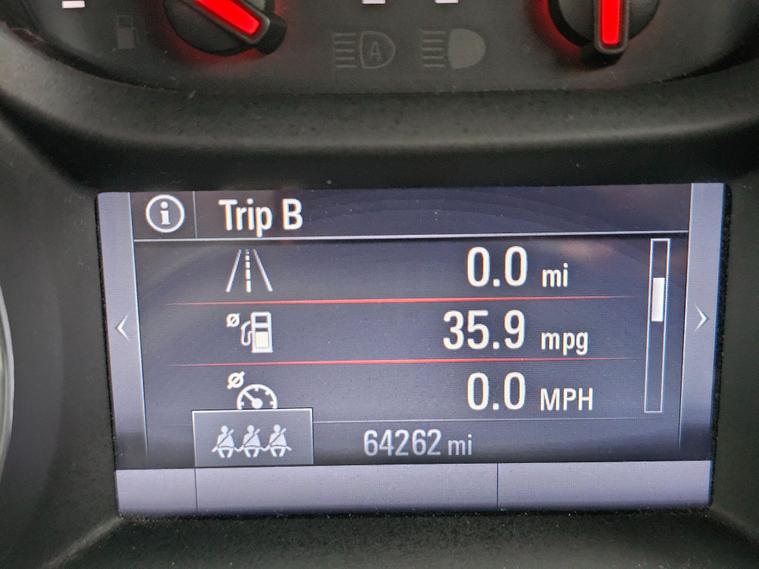 A
i Trip B
0.0 mi
35.9 mpg
0.0 MPH
64262 mi